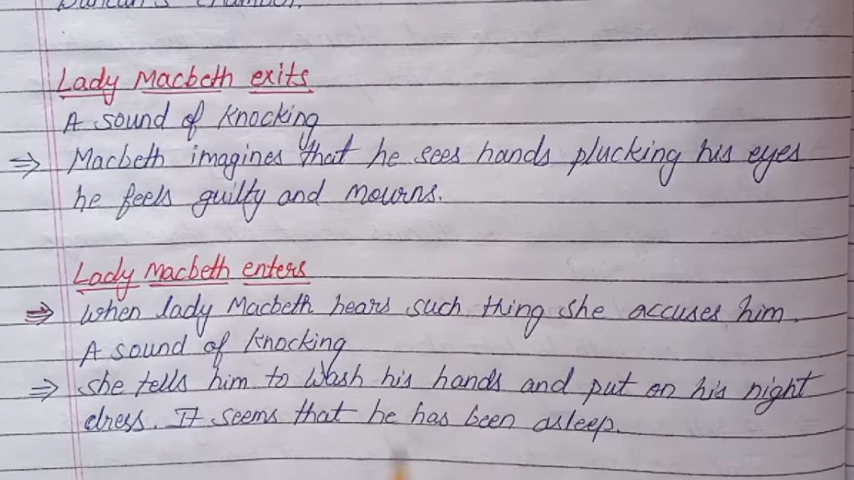 Duncan's chamber.
Lady Macbeth exits
A sound of Knocking
⇒ Macbeth imagines that he sees hands plucking his eyes
he feels guilty and mourns.
Lady Macbeth enters
⇒ When lady Macbeth hears such thing she accuses him.
A sound of Knocking
⇒ she tells him to wash his hands and put on his night
dress. It seems that he has been asleep.